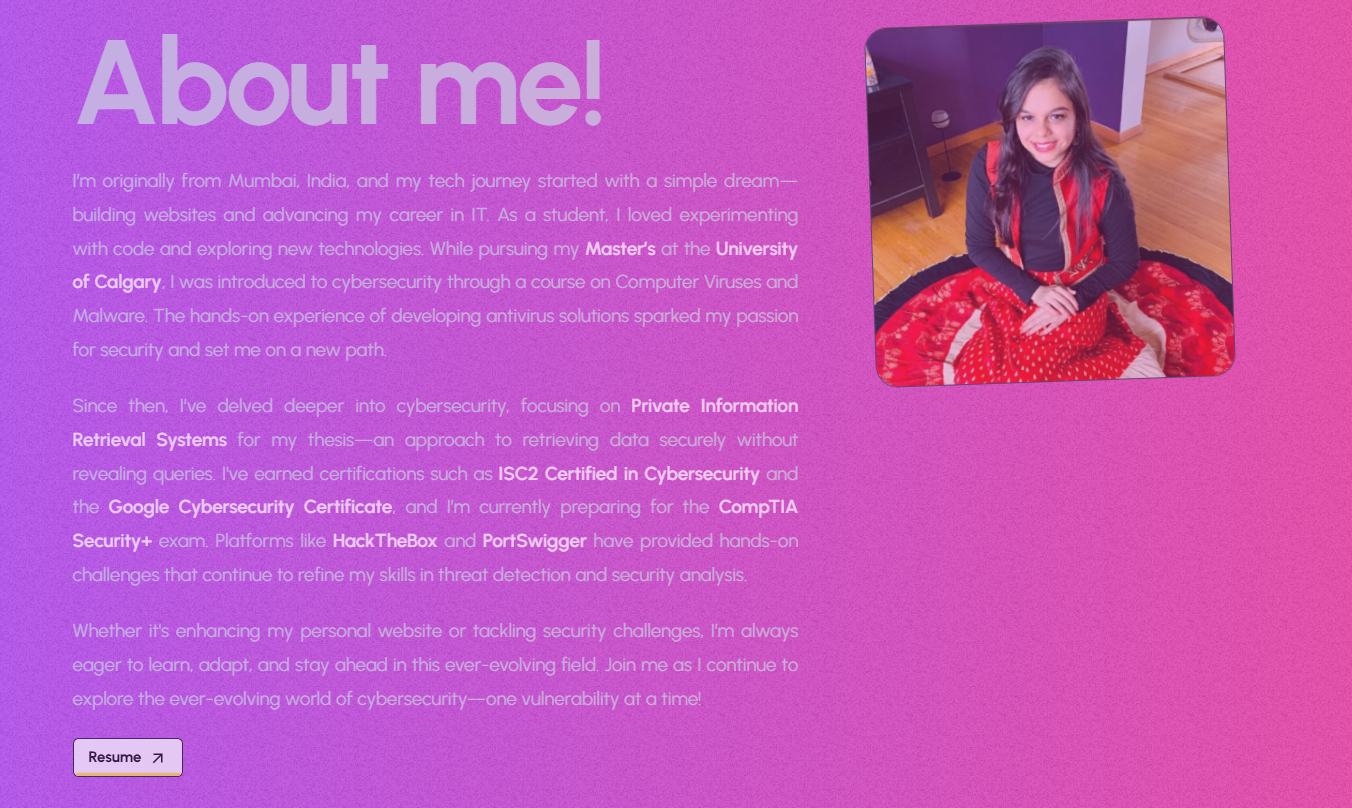 About me!
I'm originally from Mumbai, India, and my tech journey started with a simple dream—
building websites and advancing my career in IT. As a student, I loved experimenting
with code and exploring new technologies. While pursuing my Master's at the University
of Calgary, I was introduced to cybersecurity through a course on Computer Viruses and
Malware. The hands-on experience of developing antivirus solutions sparked my passion
for security and set me on a new path.
Since then, I've delved deeper into cybersecurity, focusing on Private Information
Retrieval Systems for my thesis—an approach to retrieving data securely without
revealing queries. I've earned certifications such as ISC2 Certified in Cybersecurity and
the Google Cybersecurity Certificate, and I'm currently preparing for the CompTIA
Security+ exam. Platforms like HackTheBox and PortSwigger have provided hands-on
challenges that continue to refine my skills in threat detection and security analysis.
Whether it's enhancing my personal website or tackling security challenges, I'm always
eager to learn, adapt, and stay ahead in this ever-evolving field. Join me as I continue to
explore the ever-evolving world of cybersecurity—one vulnerability at a time!
Resume